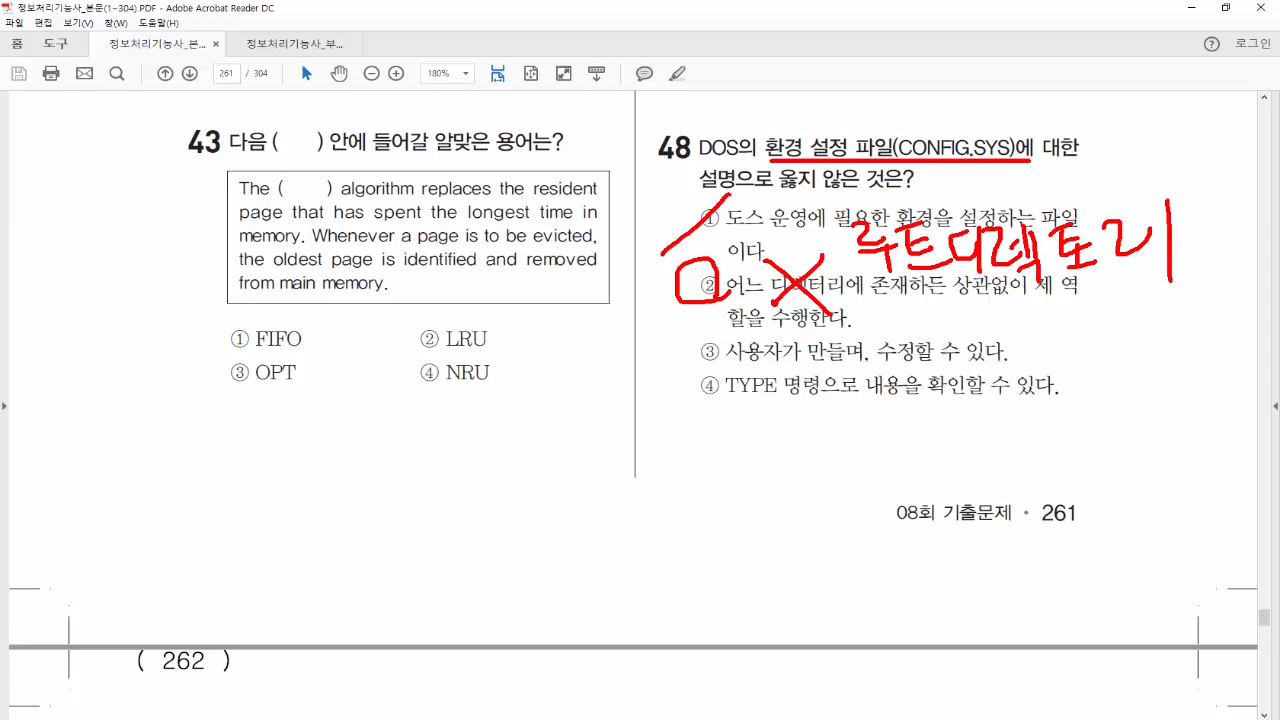 정보처리기능사_본문(1~304).PDF - Adobe Acrobat Reader DC
파일 편집 보기(V) 창(W) 도움말(H)
홈 도구 정보처리기능사_본... × 정보처리기능사_부... 로그인
261 / 304 180%
43 다음 ( ) 안에 들어갈 알맞은 용어는?
The ( ) algorithm replaces the resident
page that has spent the longest time in
memory. Whenever a page is to be evicted,
the oldest page is identified and removed
from main memory.
① FIFO ② LRU
③ OPT ④ NRU
48 DOS의 환경 설정 파일(CONFIG.SYS)에 대한
설명으로 옳지 않은 것은?
① 도스 운영에 필요한 환경을 설정하는 파일
이다.
루트디렉토리
② 어느 디렉터리에 존재하든 상관없이 제 역
할을 수행한다.
③ 사용자가 만들며, 수정할 수 있다.
④ TYPE 명령으로 내용을 확인할 수 있다.
08회 기출문제 • 261
( 262 )